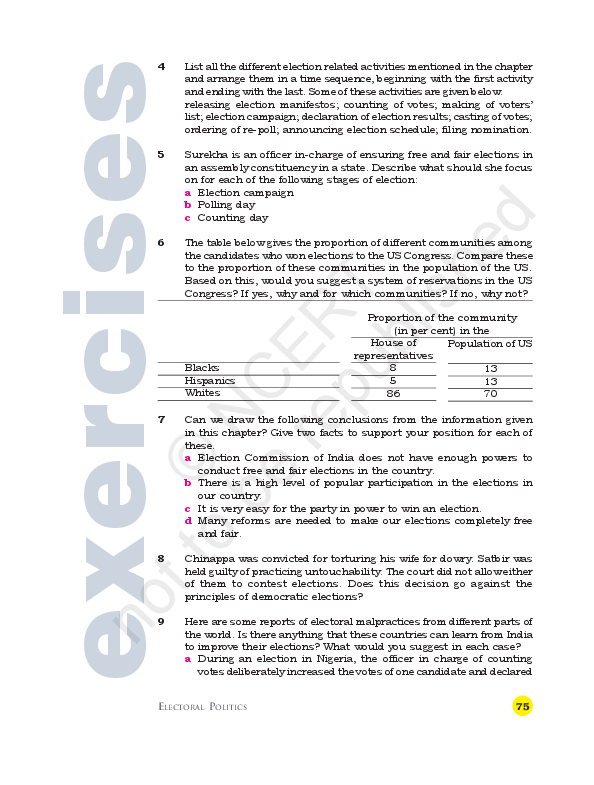 exercises
4 List all the different election related activities mentioned in the chapter
and arrange them in a time sequence, beginning with the first activity
and ending with the last. Some of these activities are given below:
releasing election manifestos; counting of votes; making of voters’
list; election campaign; declaration of election results; casting of votes;
ordering of re-poll; announcing election schedule; filing nomination.
5 Surekha is an officer in-charge of ensuring free and fair elections in
an assembly constituency in a state. Describe what should she focus
on for each of the following stages of election:
a Election campaign
b Polling day
c Counting day
6 The table below gives the proportion of different communities among
the candidates who won elections to the US Congress. Compare these
to the proportion of these communities in the population of the US.
Based on this, would you suggest a system of reservations in the US
Congress? If yes, why and for which communities? If no, why not?
Proportion of the community
(in per cent) in the
House of representatives Population of US
Blacks 8 13
Hispanics 5 13
Whites 86 70
7 Can we draw the following conclusions from the information given
in this chapter? Give two facts to support your position for each of
these.
a Election Commission of India does not have enough powers to
conduct free and fair elections in the country.
b There is a high level of popular participation in the elections in
our country.
c It is very easy for the party in power to win an election.
d Many reforms are needed to make our elections completely free
and fair.
8 Chinappa was convicted for torturing his wife for dowry. Satbir was
held guilty of practicing untouchability. The court did not allow either
of them to contest elections. Does this decision go against the
principles of democratic elections?
9 Here are some reports of electoral malpractices from different parts of
the world. Is there anything that these countries can learn from India
to improve their elections? What would you suggest in each case?
a During an election in Nigeria, the officer in charge of counting
votes deliberately increased the votes of one candidate and declared
ELECTORAL POLITICS 75
© NCERT
not to be republished